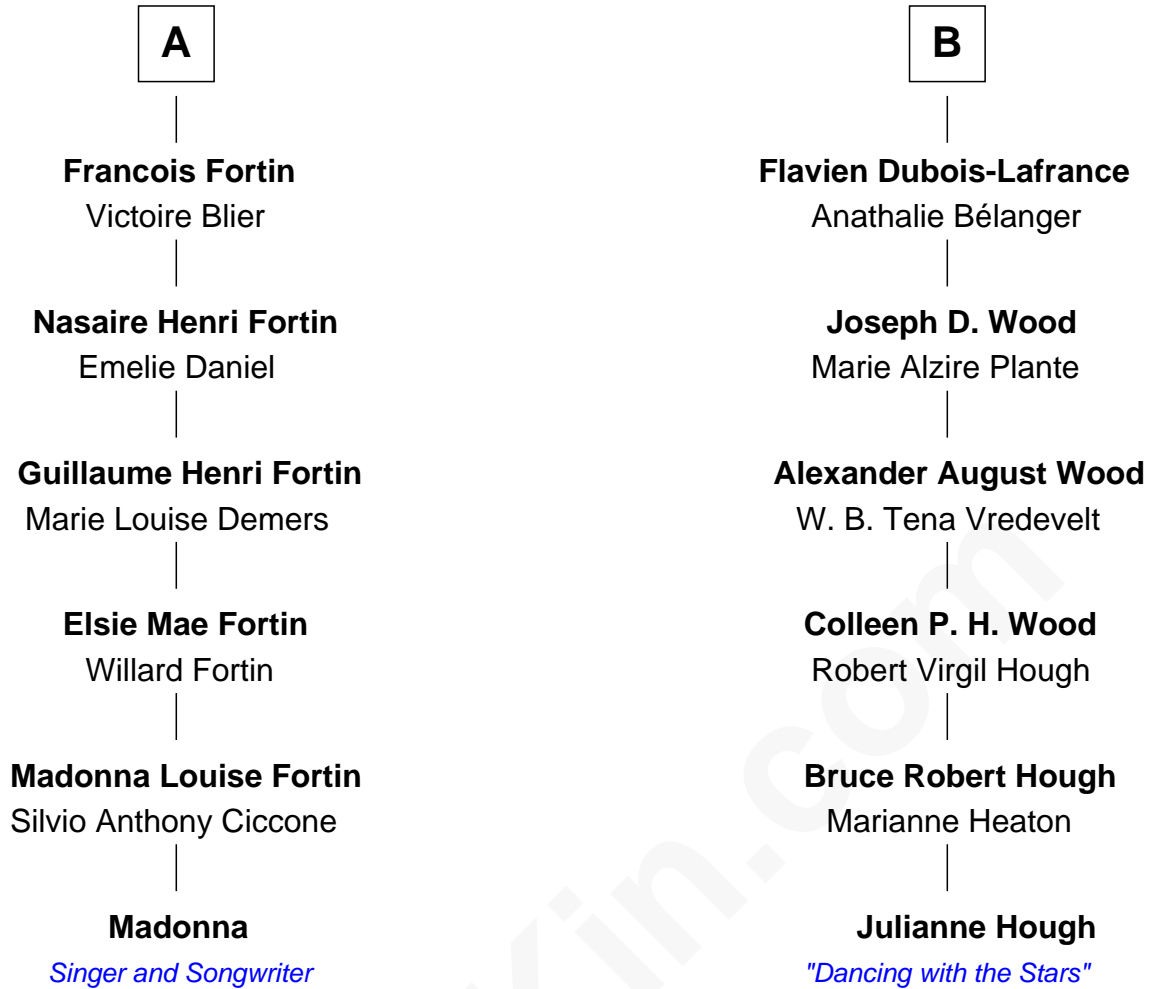 A
Francois Fortin
Victoire Blier
Nasaire Henri Fortin
Emelie Daniel
Guillaume Henri Fortin
Marie Louise Demers
Elsie Mae Fortin
Willard Fortin
Madonna Louise Fortin
Silvio Anthony Ciccone
Madonna
Singer and Songwriter
B
Flavien Dubois-Lafrance
Anathalie Bélanger
Joseph D. Wood
Marie Alzire Plante
Alexander August Wood
W. B. Tena Vredevelt
Colleen P. H. Wood
Robert Virgil Hough
Bruce Robert Hough
Marianne Heaton
Julianne Hough
"Dancing with the Stars"
Kin.com